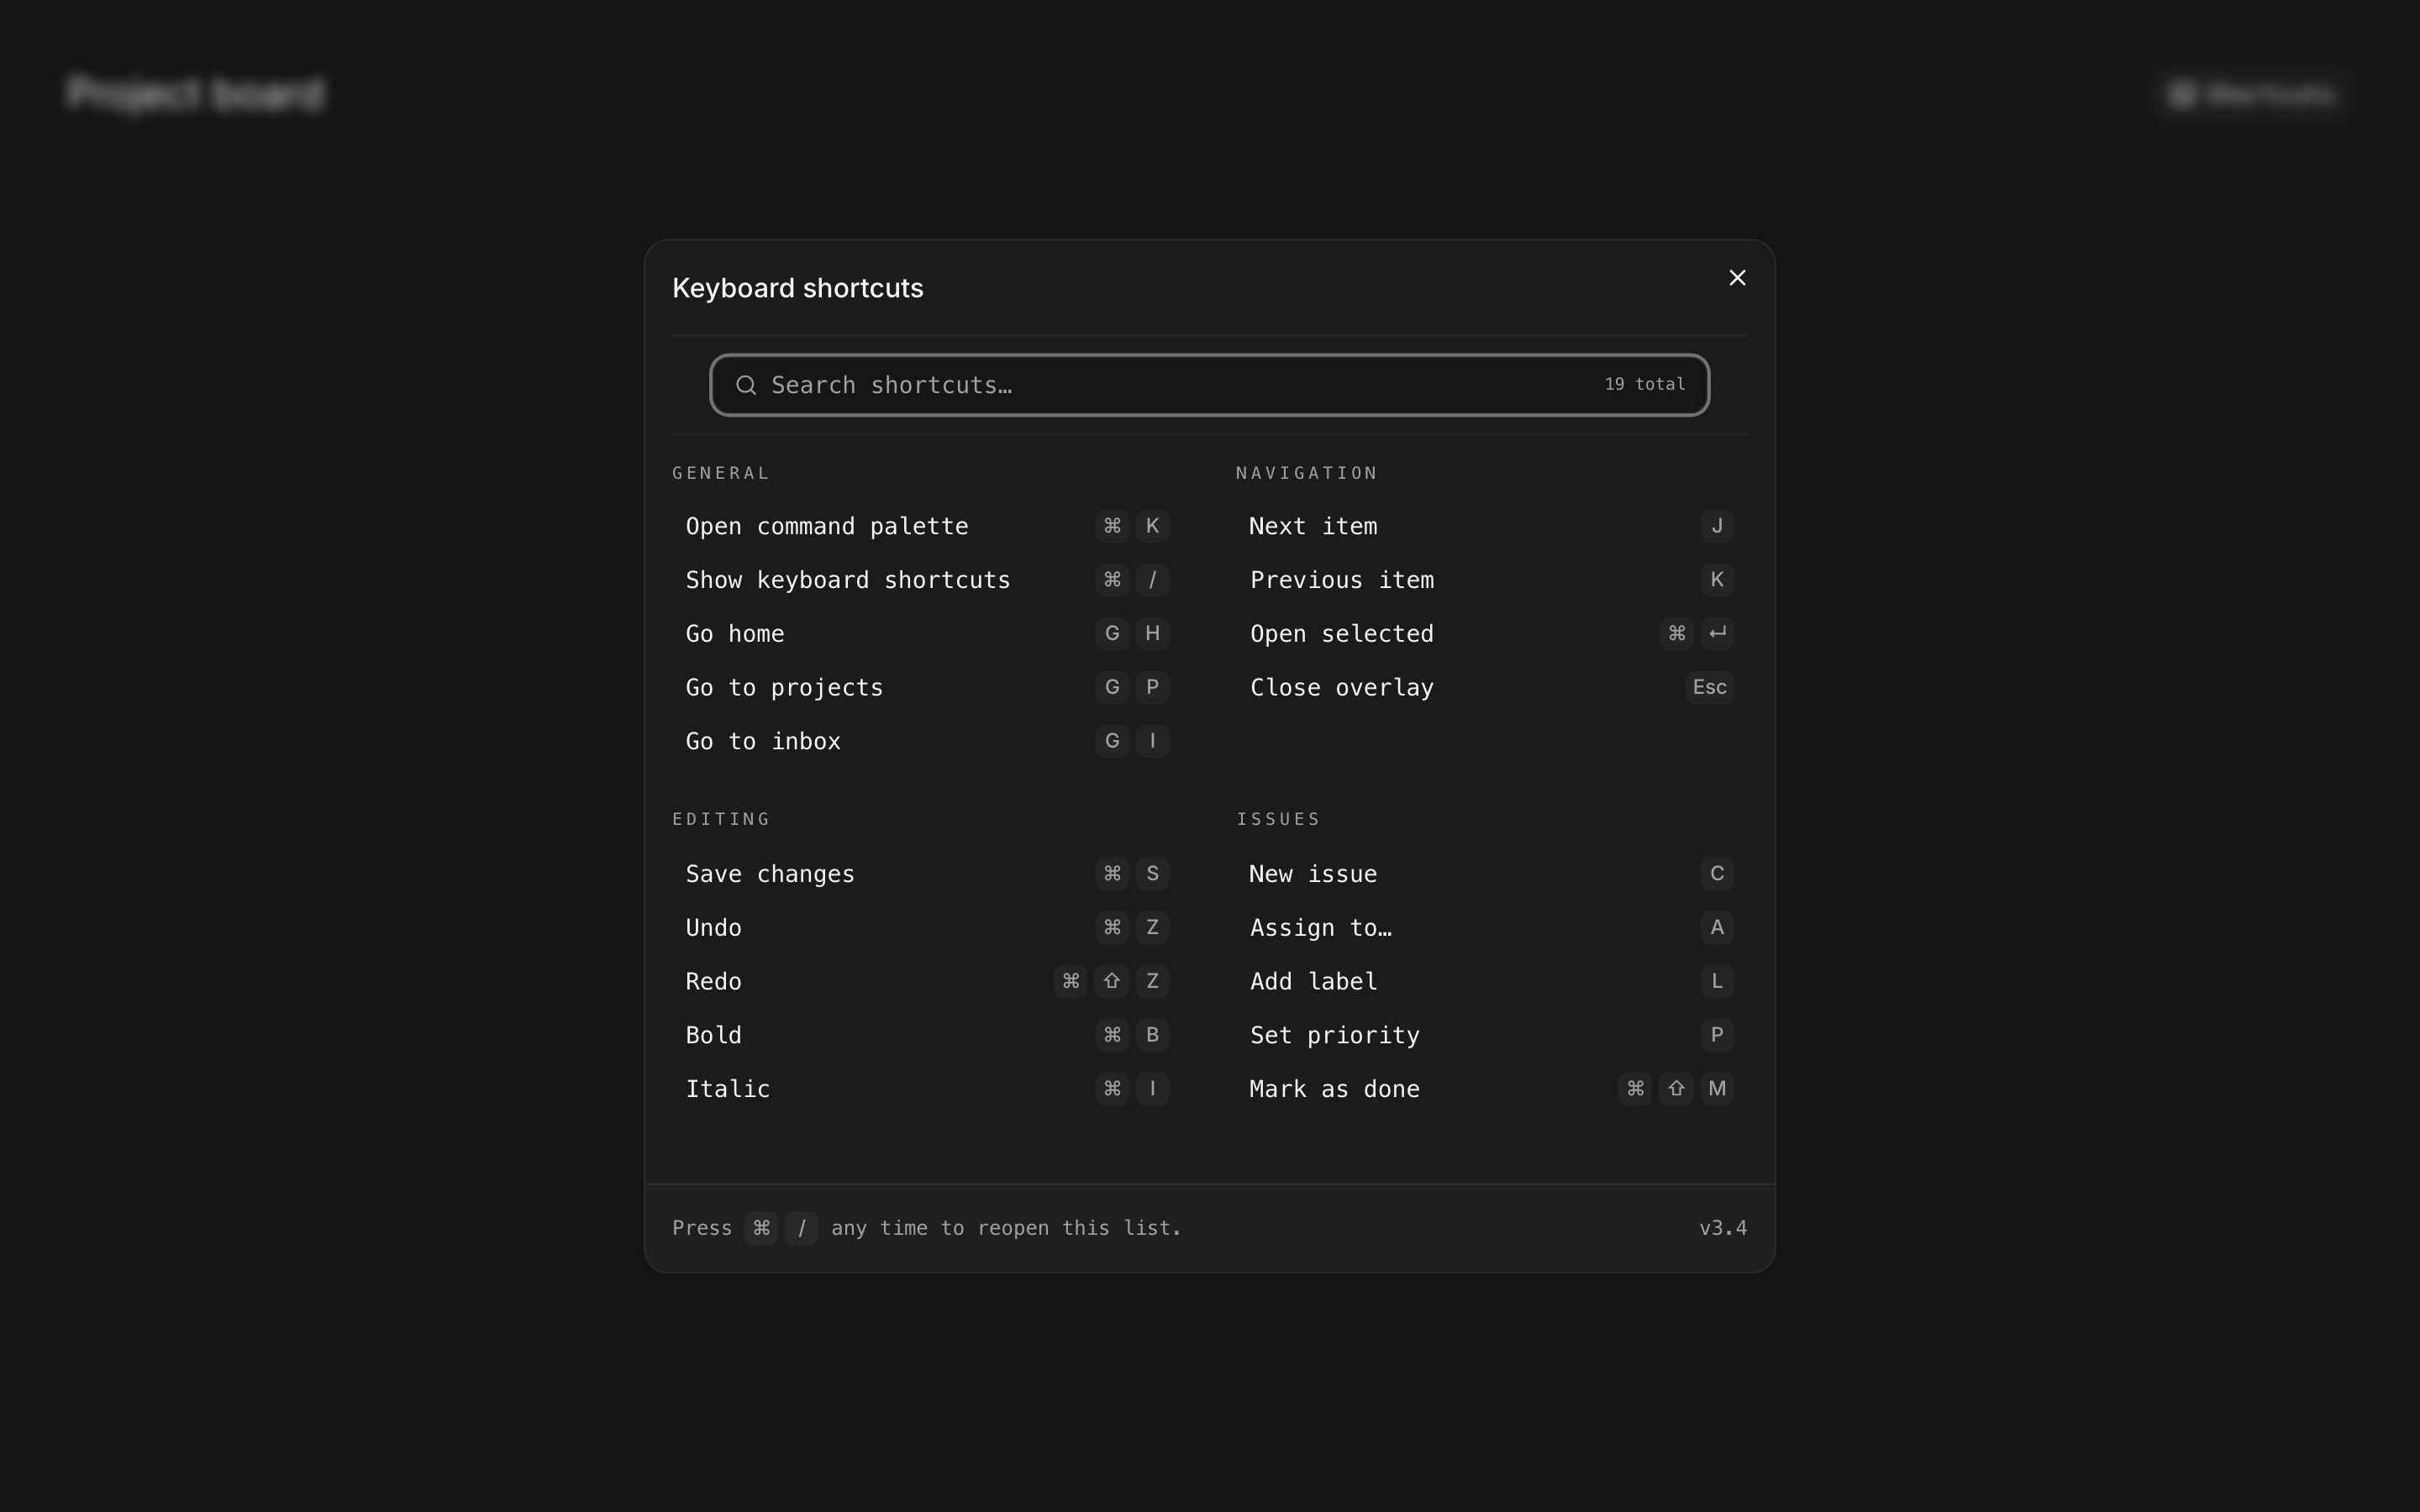 Project board
Shortcuts
Keyboard shortcuts
Search shortcuts…
19 total
GENERAL
Open command palette ⌘ K
Show keyboard shortcuts ⌘ /
Go home G H
Go to projects G P
Go to inbox G I
NAVIGATION
Next item J
Previous item K
Open selected ⌘ ↵
Close overlay Esc
EDITING
Save changes ⌘ S
Undo ⌘ Z
Redo ⌘ ⇧ Z
Bold ⌘ B
Italic ⌘ I
ISSUES
New issue C
Assign to… A
Add label L
Set priority P
Mark as done ⌘ ⇧ M
Press ⌘ / any time to reopen this list.
v3.4